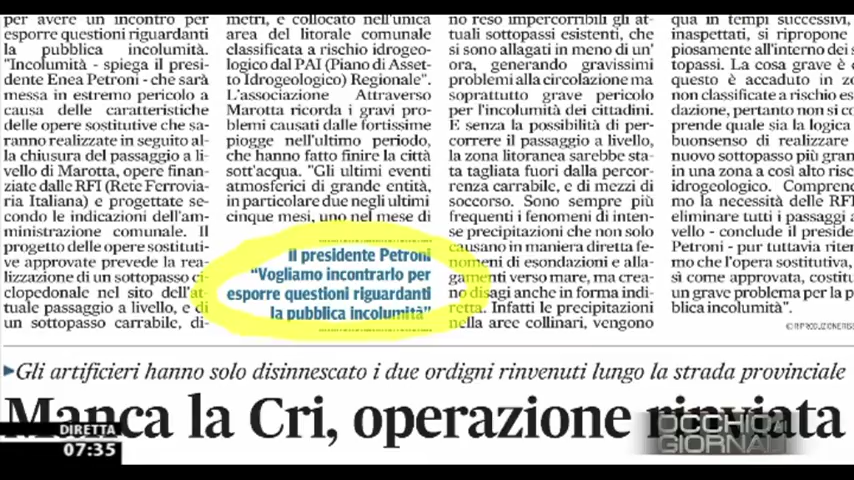 per avere un incontro per
esporre questioni riguardanti
la pubblica incolumità.
"Incolumità - spiega il presi-
dente Enea Petroni - che sarà
messa in estremo pericolo a
causa delle caratteristiche
delle opere sostitutive che sa-
ranno realizzate in seguito al-
la chiusura del passaggio a li-
vello di Marotta, opere finan-
ziate dalle RFI (Rete Ferrovia-
ria Italiana) e progettate se-
condo le indicazioni dell'am-
ministrazione comunale. Il
progetto delle opere sostituti-
ve approvate prevede la rea-
lizzazione di un sottopasso ci-
clopedonale nel sito dell'at-
tuale passaggio a livello, e di
un sottopasso carrabile, di-
Marotta, e collocato nell'unica
area del litorale comunale
classificata a rischio idrogeo-
logico dal PAI (Piano di Asset-
to Idrogeologico) Regionale".
L'associazione Attraverso
Marotta ricorda i gravi pro-
blemi causati dalle fortissime
piogge nell'ultimo periodo,
che hanno fatto finire la città
sott'acqua. "Gli ultimi eventi
atmosferici di grande entità,
in particolare due negli ultimi
cinque mesi, uno nel mese di
Il presidente Petroni
"Vogliamo incontrarlo per
esporre questioni riguardanti
la pubblica incolumità"
no reso impercorribili gli at-
tuali sottopassi esistenti, che
si sono allagati in meno di un'
ora, generando gravissimi
problemi alla circolazione ma
soprattutto grave pericolo
per l'incolumità dei cittadini.
E senza la possibilità di per-
correre il passaggio a livello,
la zona litoranea sarebbe sta-
ta tagliata fuori dalla percor-
renza carrabile, e di mezzi di
soccorso. Sono sempre più
frequenti i fenomeni di inten-
se precipitazioni che non solo
causano in maniera diretta fe-
nomeni di esondazioni e alla-
gamenti verso mare, ma crea-
no disagi anche in forma indi-
retta. Infatti le precipitazioni
nella aree collinari, vengono
qua in tempi successivi,
inaspettati, si ripropone
piosamente all'interno dei s
topassi. La cosa grave è c
questo è accaduto in zo
non classificate a rischio es
dazione, pertanto non si co
prende quale sia la logica
buonsenso di realizzare
nuovo sottopasso più gran
in una zona a così alto risc
idrogeologico. Comprend
mo la necessità delle RF
eliminare tutti i passaggi a
vello - conclude il preside
Petroni - pur tuttavia riten
mo che l'opera sostitutiva,
sì come approvata, costitu
un grave problema per la p
blica incolumità".
© RIPRODUZIONE RIS
Gli artificieri hanno solo disinnescato i due ordigni rinvenuti lungo la strada provinciale
Manca la Cri, operazione rinviata
DIRETTA
07:35
OCCHIO
GIORNALI